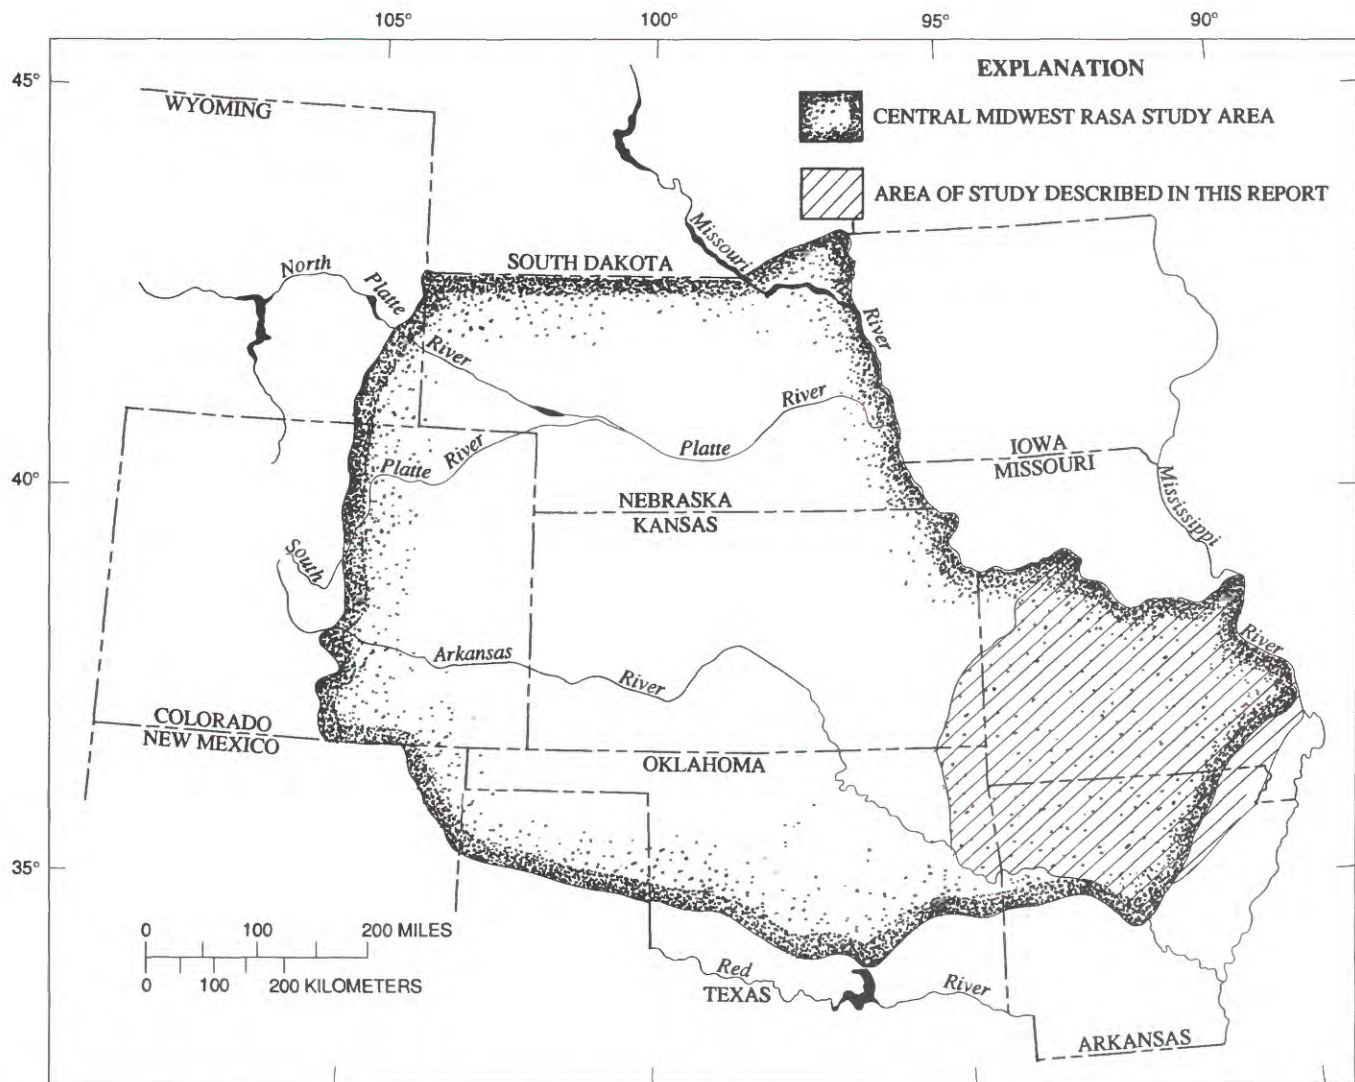 105°
100°
95°
90°
45°
EXPLANATION
WYOMING
CENTRAL MIDWEST RASA STUDY AREA
AREA OF STUDY DESCRIBED IN THIS REPORT
Missouri
SOUTH DAKOTA
North
Platte
River
River
River
Platte
River
Platte
IOWA
MISSOURI
40°
NEBRASKA
KANSAS
Mississippi
South
River
Arkansas
River
COLORADO
NEW MEXICO
OKLAHOMA
35°
0 100 200 MILES
0 100 200 KILOMETERS
Red
TEXAS
River
ARKANSAS